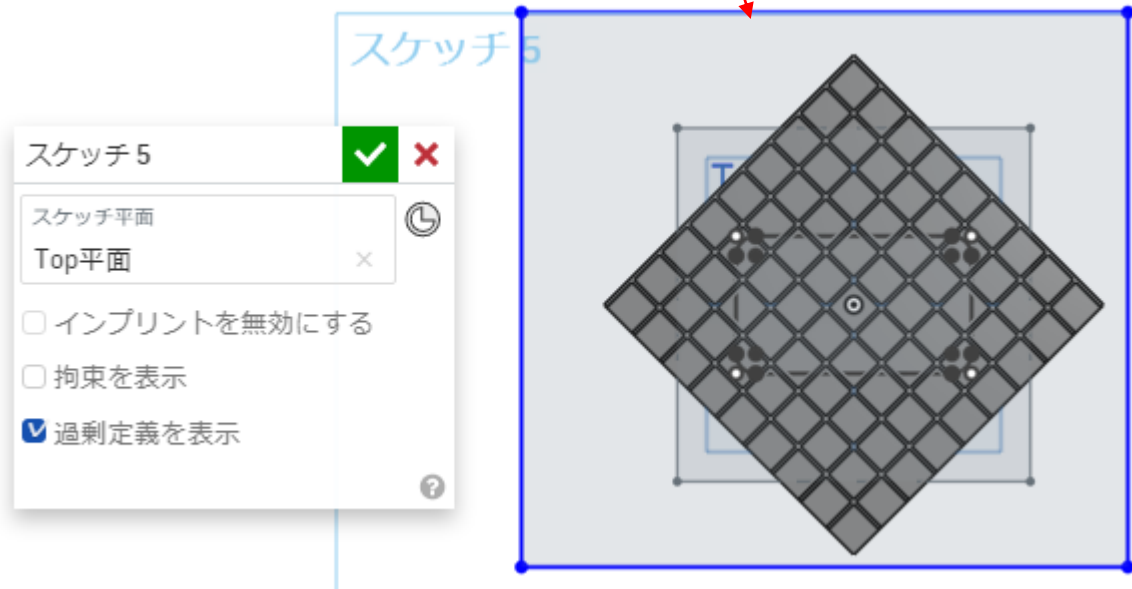 スケッチ 5
スケッチ 5
スケッチ平面
Top平面
インプリントを無効にする
拘束を表示
過剰定義を表示
T